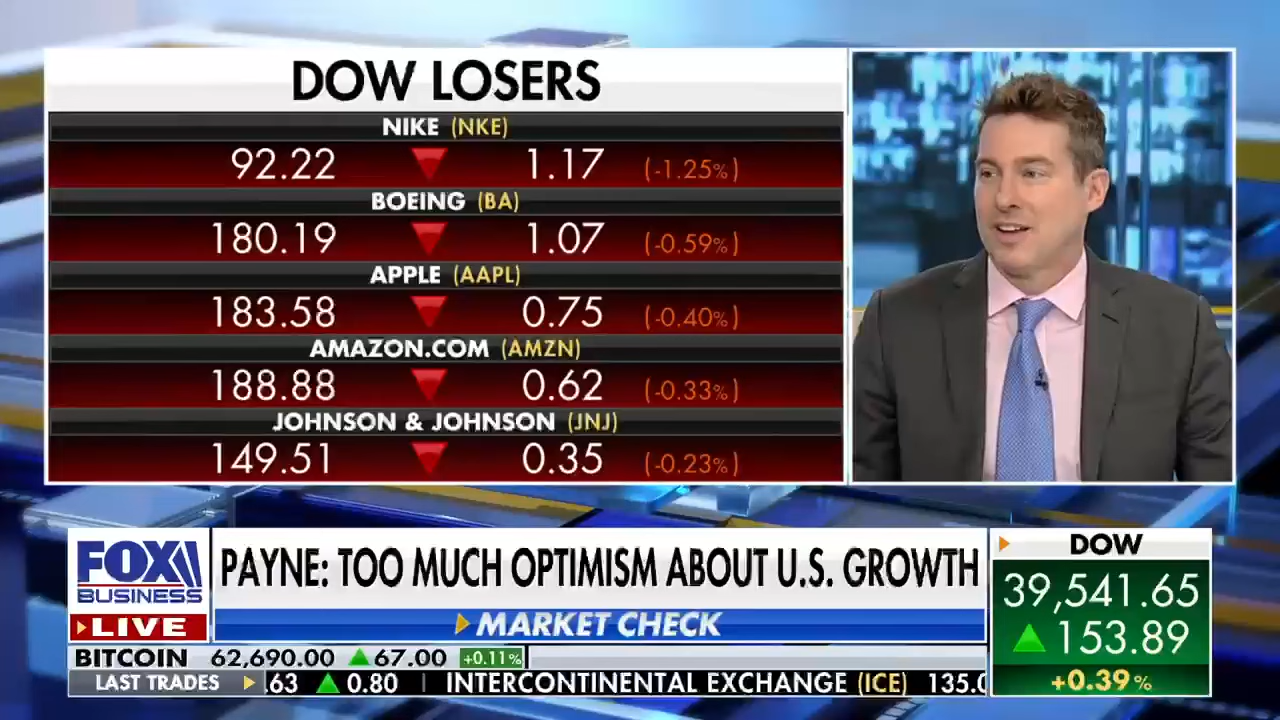 DOW LOSERS
NIKE (NKE)
92.22 ▼ 1.17 (-1.25%)
BOEING (BA)
180.19 ▼ 1.07 (-0.59%)
APPLE (AAPL)
183.58 ▼ 0.75 (-0.40%)
AMAZON.COM (AMZN)
188.88 ▼ 0.62 (-0.33%)
JOHNSON & JOHNSON (JNJ)
149.51 ▼ 0.35 (-0.23%)
FOX BUSINESS
LIVE
PAYNE: TOO MUCH OPTIMISM ABOUT U.S. GROWTH
MARKET CHECK
DOW
39,541.65
▲ 153.89
+0.39%
BITCOIN 62,690.00 ▲ 67.00 +0.11%
LAST TRADES .63 ▲ 0.80 | INTERCONTINENTAL EXCHANGE (ICE) 135.0